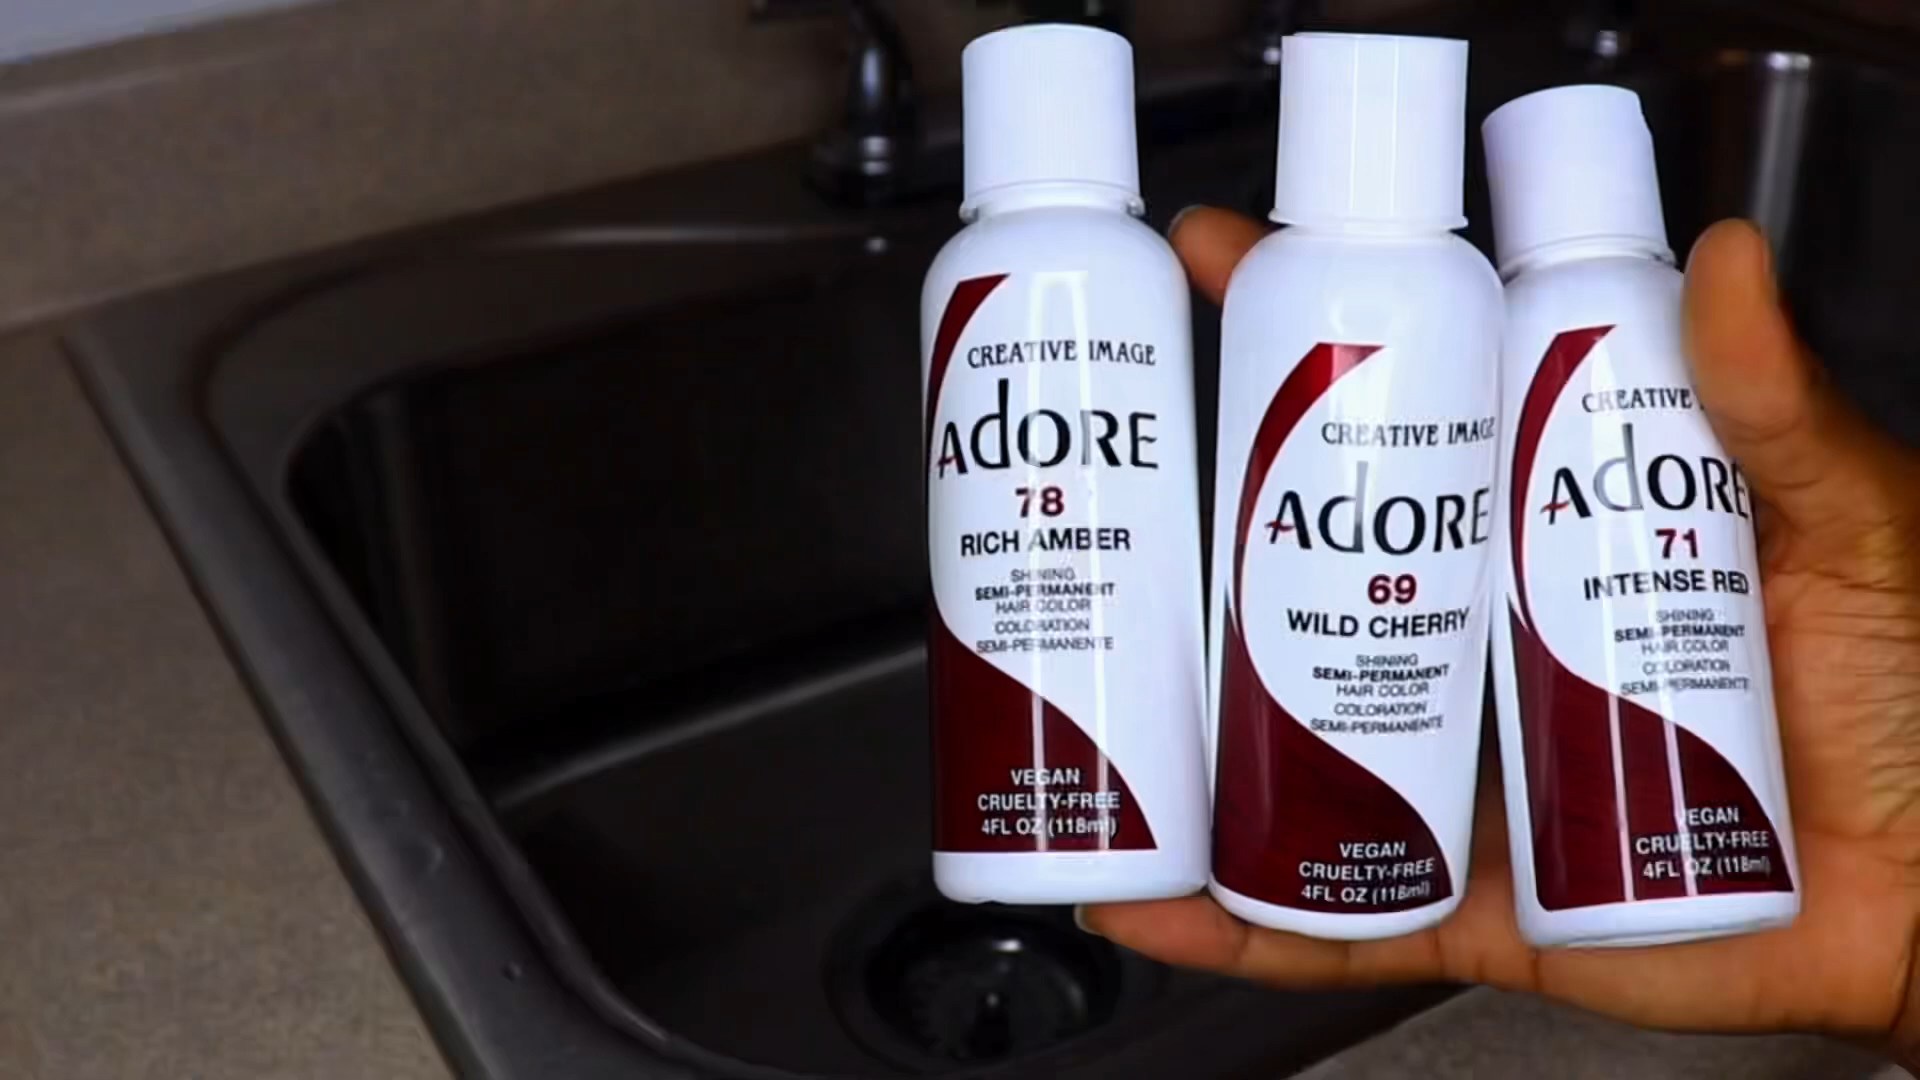 CREATIVE IMAGE
ADORE
78
RICH AMBER
SHINING
SEMI-PERMANENT
HAIR COLOR
COLORATION
SEMI-PERMANENTE
VEGAN
CRUELTY-FREE
4FL OZ (118ml)
CREATIVE IMAGE
ADORE
69
WILD CHERRY
SHINING
SEMI-PERMANENT
HAIR COLOR
COLORATION
SEMI-PERMANENTE
VEGAN
CRUELTY-FREE
4FL OZ (118ml)
CREATIVE
ADORE
71
INTENSE RED
SHINING
SEMI-PERMANENT
HAIR COLOR
COLORATION
SEMI-PERMANENTE
VEGAN
CRUELTY-FREE
4FL OZ (118ml)